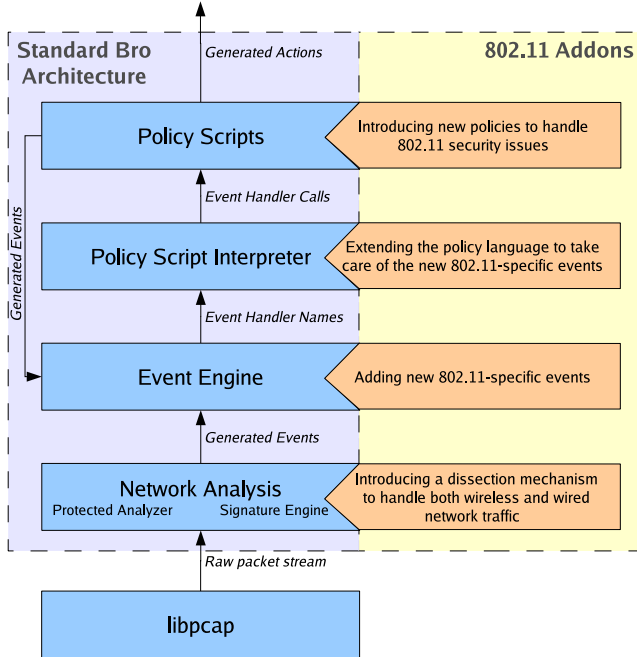 Standard Bro
Architecture
Generated Actions
802.11 Addons
Policy Scripts
Introducing new policies to handle
802.11 security issues
Generated Events
Event Handler Calls
Policy Script Interpreter
Extending the policy language to take
care of the new 802.11-specific events
Event Handler Names
Event Engine
Adding new 802.11-specific events
Generated Events
Network Analysis
Protected Analyzer
Signature Engine
Introducing a dissection mechanism
to handle both wireless and wired
network traffic
Raw packet stream
libpcap